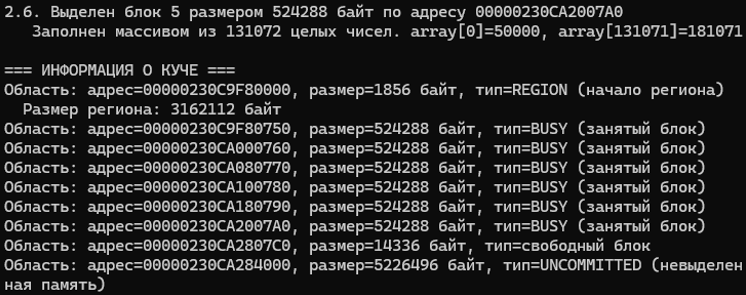 2.6. Выделен блок 5 размером 524288 байт по адресу 00000230CA2007A0
Заполнен массивом из 131072 целых чисел. array[0]=50000, array[131071]=181071
=== ИНФОРМАЦИЯ О КУЧЕ ===
Область: адрес=00000230C9F80000, размер=1856 байт, тип=REGION (начало региона)
Размер региона: 3162112 байт
Область: адрес=00000230C9F80750, размер=524288 байт, тип=BUSY (занятый блок)
Область: адрес=00000230CA000760, размер=524288 байт, тип=BUSY (занятый блок)
Область: адрес=00000230CA080770, размер=524288 байт, тип=BUSY (занятый блок)
Область: адрес=00000230CA100780, размер=524288 байт, тип=BUSY (занятый блок)
Область: адрес=00000230CA180790, размер=524288 байт, тип=BUSY (занятый блок)
Область: адрес=00000230CA2007A0, размер=524288 байт, тип=BUSY (занятый блок)
Область: адрес=00000230CA2807C0, размер=14336 байт, тип=свободный блок
Область: адрес=00000230CA284000, размер=5226496 байт, тип=UNCOMMITTED (невыделен
ная память)